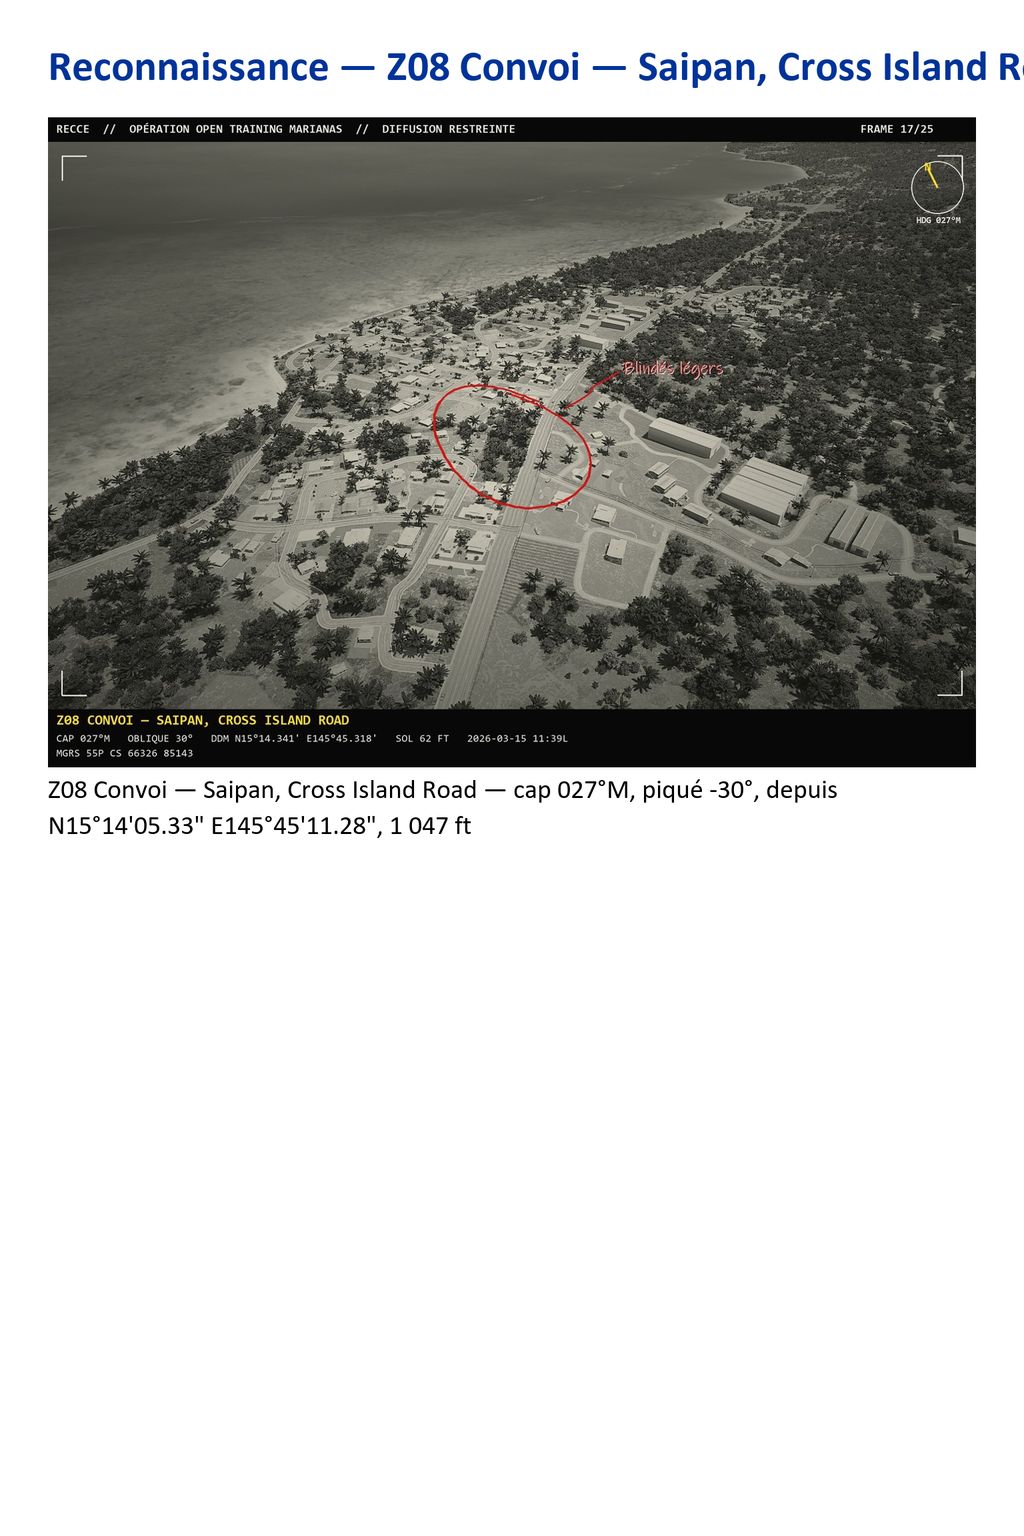 Reconnaissance — Z08 Convoi — Saipan, Cross Island R
RECCE // OPÉRATION OPEN TRAINING MARIANAS // DIFFUSION RESTREINTE FRAME 17/25
N
HDG 027°M
Blindés légers
Z08 CONVOI — SAIPAN, CROSS ISLAND ROAD
CAP 027°M OBLIQUE 30° DDM N15°14.341' E145°45.318' SOL 62 FT 2026-03-15 11:39L
MGRS 55P CS 66326 85143
Z08 Convoi — Saipan, Cross Island Road — cap 027°M, piqué -30°, depuis
N15°14'05.33" E145°45'11.28", 1 047 ft